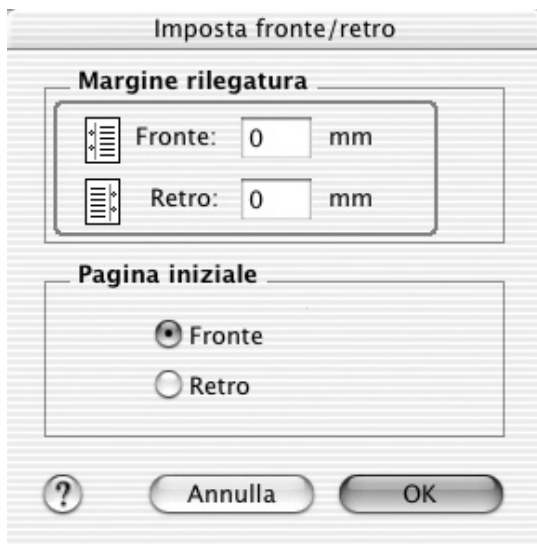 Imposta fronte/retro
Margine rilegatura
Fronte: 0 mm
Retro: 0 mm
Pagina iniziale
Fronte
Retro
? Annulla OK